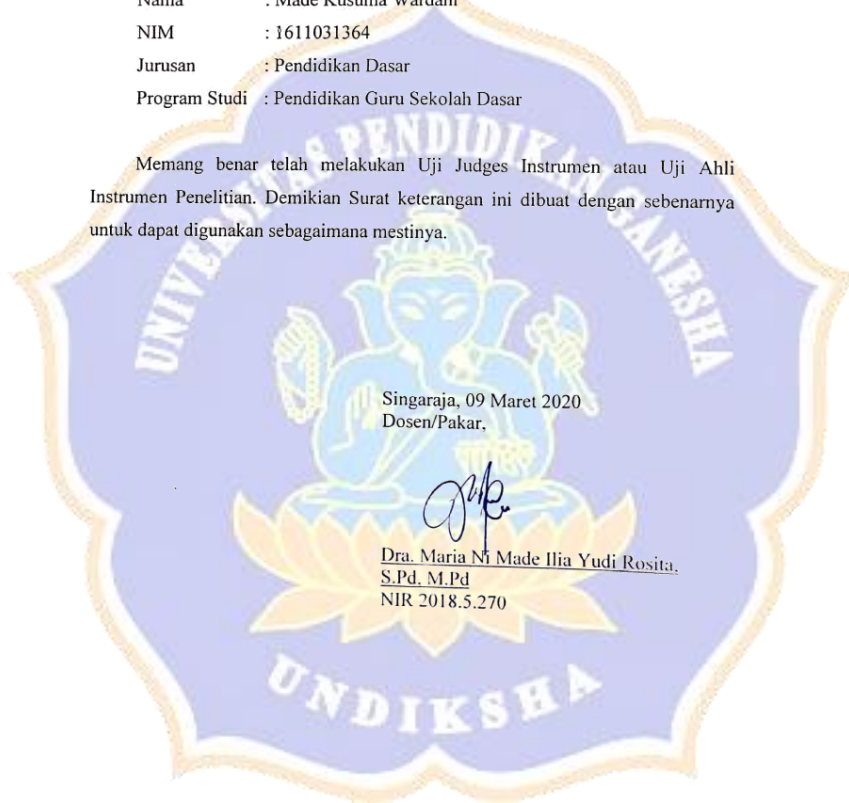 Nama : Made Kusuma Wardani
NIM : 1611031364
Jurusan : Pendidikan Dasar
Program Studi : Pendidikan Guru Sekolah Dasar
Memang benar telah melakukan Uji Judges Instrumen atau Uji Ahli
Instrumen Penelitian. Demikian Surat keterangan ini dibuat dengan sebenarnya
untuk dapat digunakan sebagaimana mestinya.
UNIVERSITAS PENDIDIKAN GANESHA
Singaraja, 09 Maret 2020
Dosen/Pakar,
Dra. Maria Ni Made Ilia Yudi Rosita,
S.Pd, M.Pd
NIR 2018.5.270
UNDIKSHA